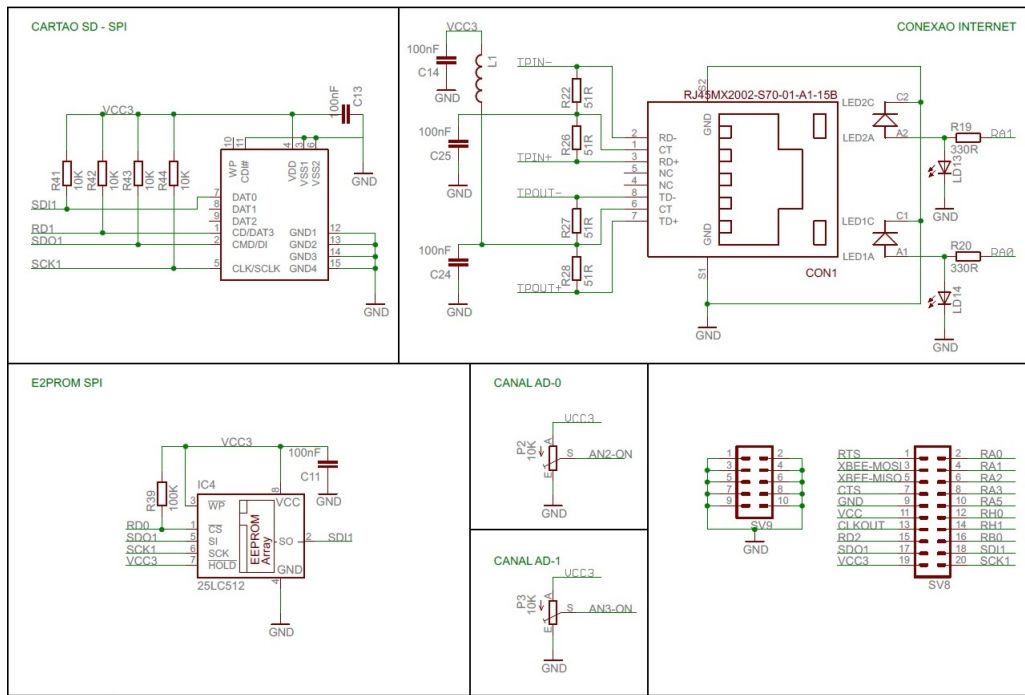 CARTAO SD - SPI
VCC3
100nF
C13
GND
R41
10K
R42
10K
R43
10K
R44
10K
SDI1
RD1
SDO1
SCK1
10
11
4
3
6
WP
CDI#
VDD
VSS1
VSS2
7
DAT0
8
DAT1
9
DAT2
1
CD/DAT3
2
CMD/DI
5
CLK/SCLK
GND1
12
GND2
13
GND3
14
GND4
15
GND
CONEXAO INTERNET
VCC3
100nF
C14
GND
L1
100nF
C25
GND
100nF
C24
GND
TPIN-
TPIN+
TPOUT-
TPOUT+
R22
51R
R26
51R
R27
51R
R28
51R
RJ45MX2002-S70-01-A1-15B
S2
GND
2
RD-
1
CT
3
RD+
5
NC
4
NC
8
TD-
6
CT
7
TD+
GND
S1
CON1
GND
LED2C
C2
LED2A
A2
R19
330R
RA1
LD13
GND
LED1C
C1
LED1A
A1
R20
330R
RA0
LD14
GND
E2PROM SPI
VCC3
100nF
C11
GND
R39
100K
IC4
RD0
SDO1
SCK1
VCC3
3
WP
8
VCC
1
CS
5
SI
6
SCK
7
HOLD
EEPROM
Array
SO
2
SDI1
GND
4
25LC512
GND
CANAL AD-0
VCC3
P2
10K
A
S
E
AN2-ON
GND
CANAL AD-1
VCC3
P3
10K
A
S
E
AN3-ON
GND
1 2
3 4
5 6
7 8
9 10
SV9
GND
RTS 1 2 RA0
XBEE-MOSI 3 4 RA1
XBEE-MISO 5 6 RA2
CTS 7 8 RA3
GND 9 10 RA5
VCC 11 12 RH0
CLKOUT 13 14 RH1
RD2 15 16 RB0
SDO1 17 18 SDI1
VCC3 19 20 SCK1
SV8